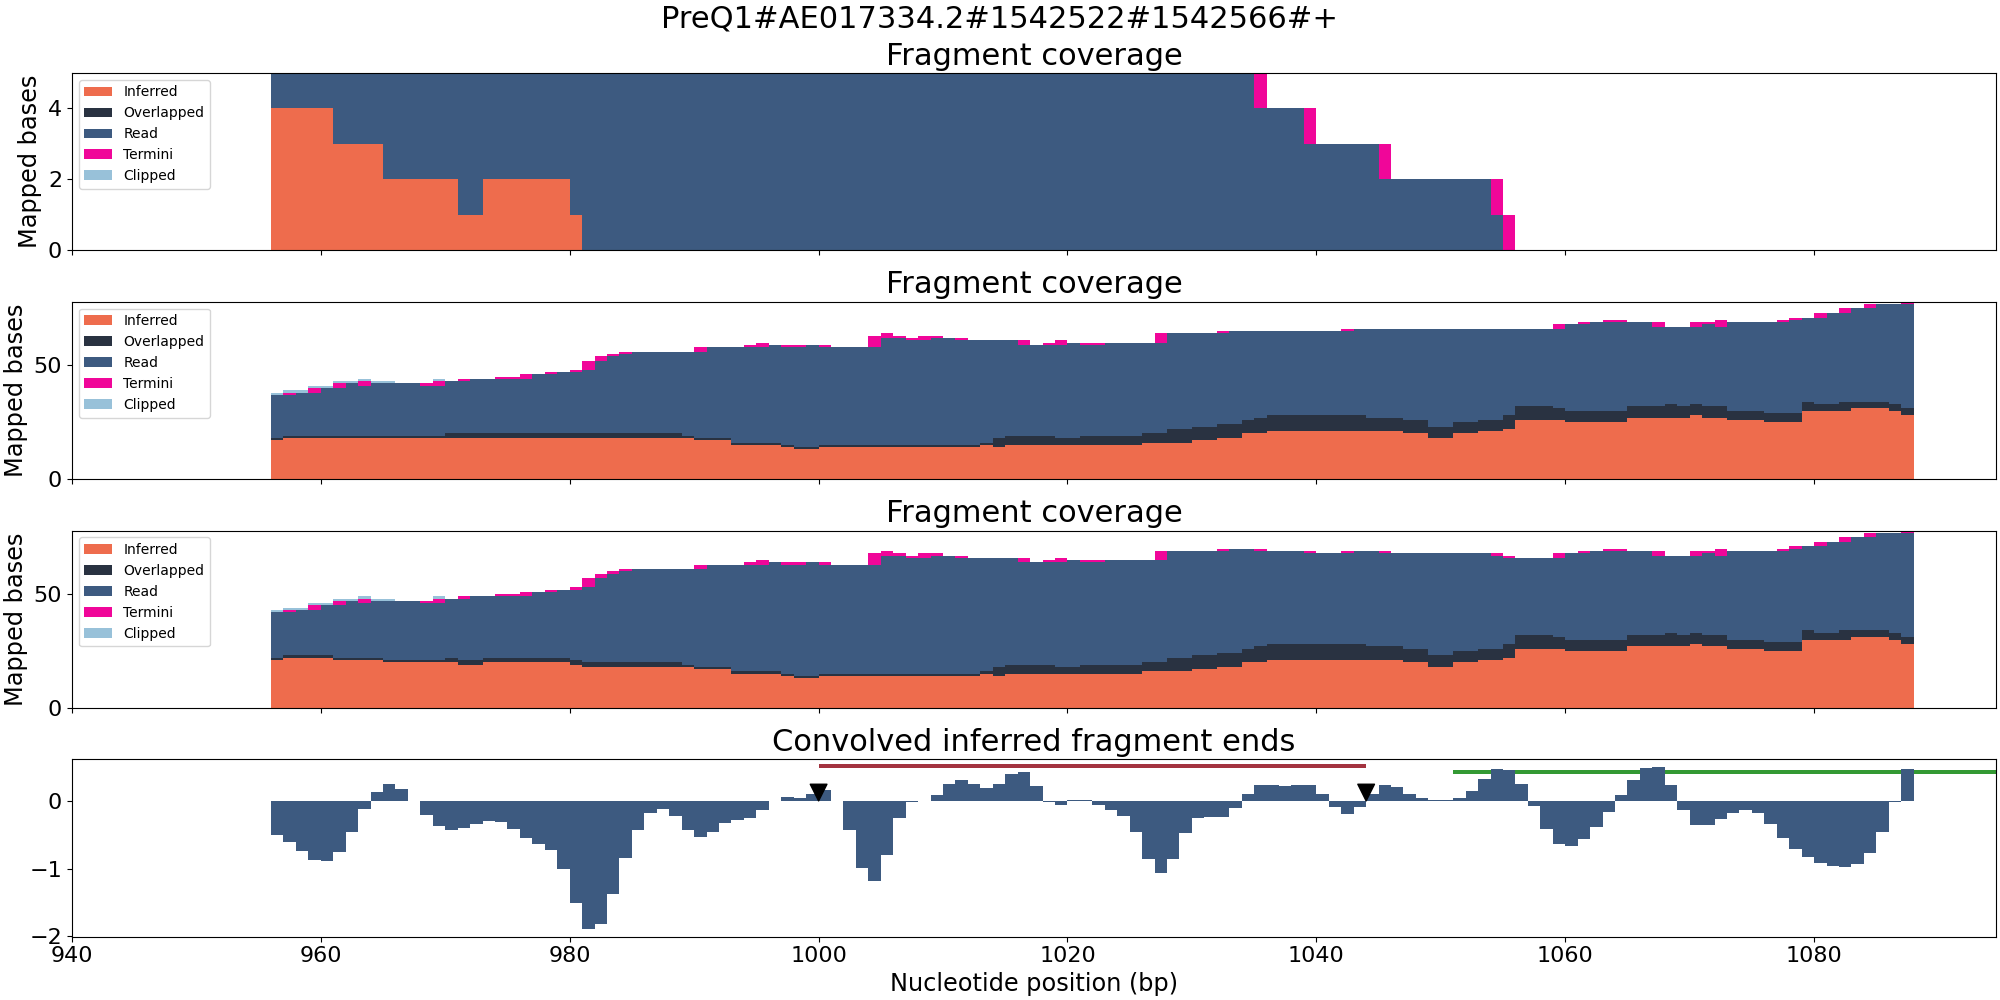 PreQ1#AE017334.2#1542522#1542566#+
Fragment coverage
Mapped bases
4
2
0
Inferred
Overlapped
Read
Termini
Clipped
Fragment coverage
Mapped bases
50
0
Inferred
Overlapped
Read
Termini
Clipped
Fragment coverage
Mapped bases
50
0
Inferred
Overlapped
Read
Termini
Clipped
Convolved inferred fragment ends
0
−1
−2
940 960 980 1000 1020 1040 1060 1080
Nucleotide position (bp)